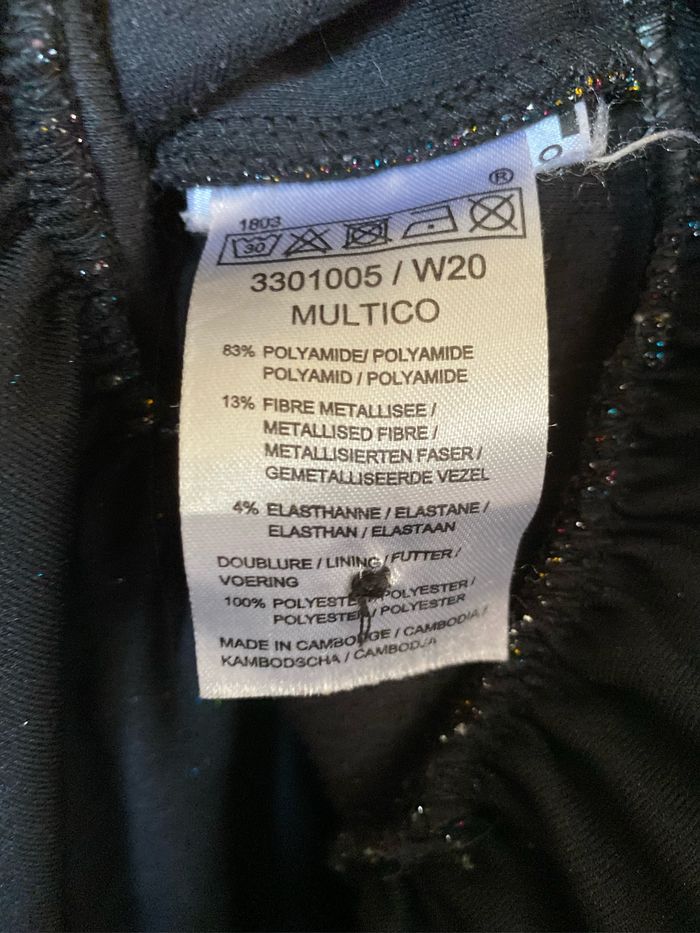 ®
1803
30
3301005 / W20
MULTICO
83% POLYAMIDE/ POLYAMIDE
POLYAMID / POLYAMIDE
13% FIBRE METALLISEE /
METALLISED FIBRE /
METALLISIERTEN FASER /
GEMETALLISEERDE VEZEL
4% ELASTHANNE / ELASTANE /
ELASTHAN / ELASTAAN
DOUBLURE / LINING / FUTTER /
VOERING
100% POLYESTE POLYESTER /
POLYESTER / POLYESTER
MADE IN CAMBODGE / CAMBODIA /
KAMBODSCHA / CAMBODJA